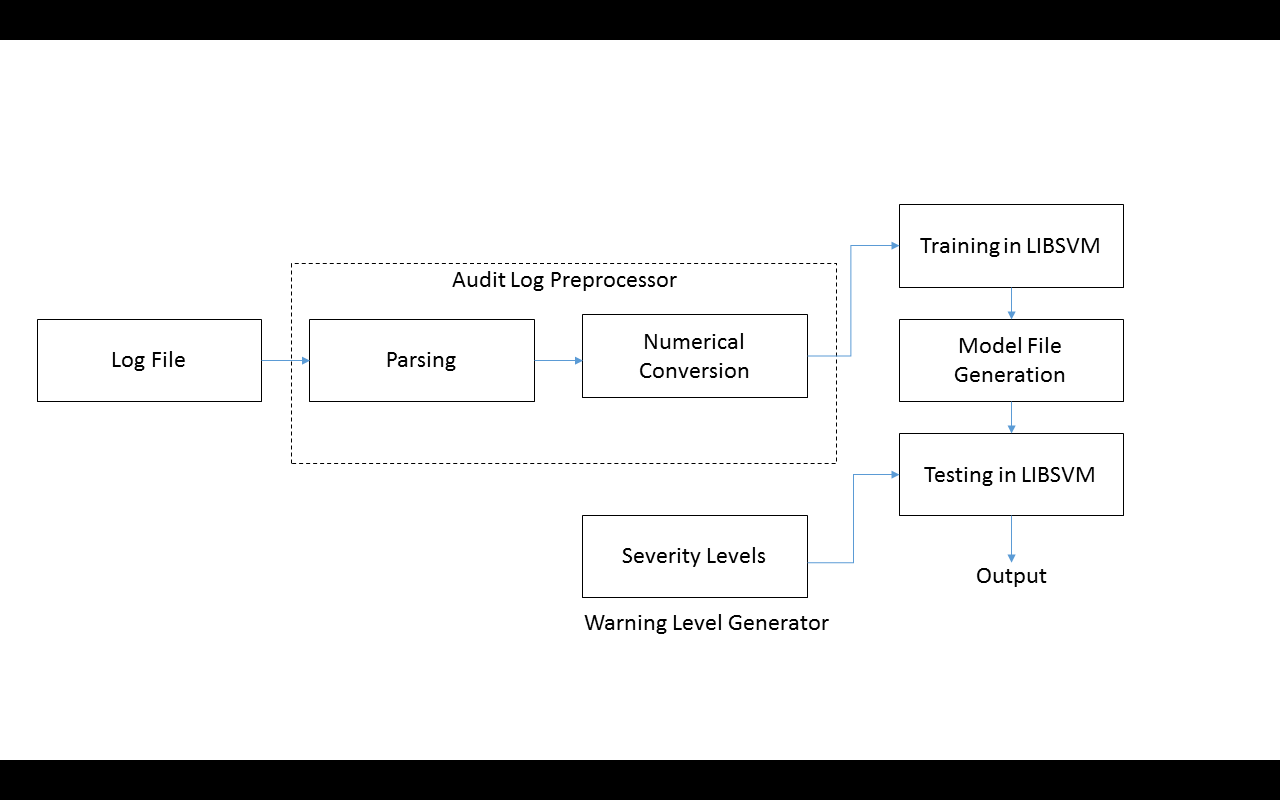 Audit Log Preprocessor
Log File
Parsing
Numerical
Conversion
Training in LIBSVM
Model File
Generation
Testing in LIBSVM
Severity Levels
Warning Level Generator
Output